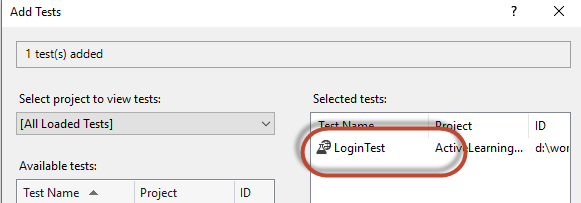 Add Tests
1 test(s) added
Select project to view tests:
[All Loaded Tests]
Available tests:
Test Name Project ID
Selected tests:
Test Name Project ID
LoginTest ActiveLearning... d:\wor